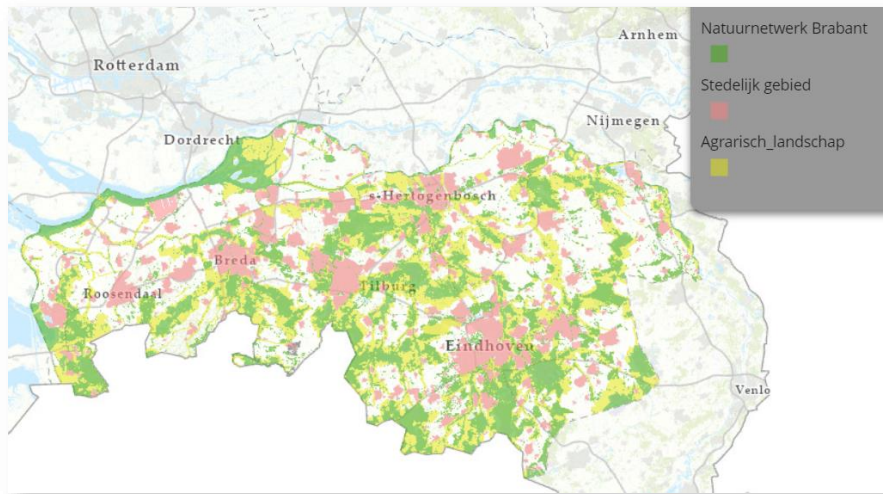 Natuurnetwerk Brabant
Stedelijk gebied
Agrarisch_landschap
Arnhem
Rotterdam
Nijmegen
Dordrecht
s-Hertogenbosch
Breda
Tilburg
Roosendaal
Eindhoven
Venlo